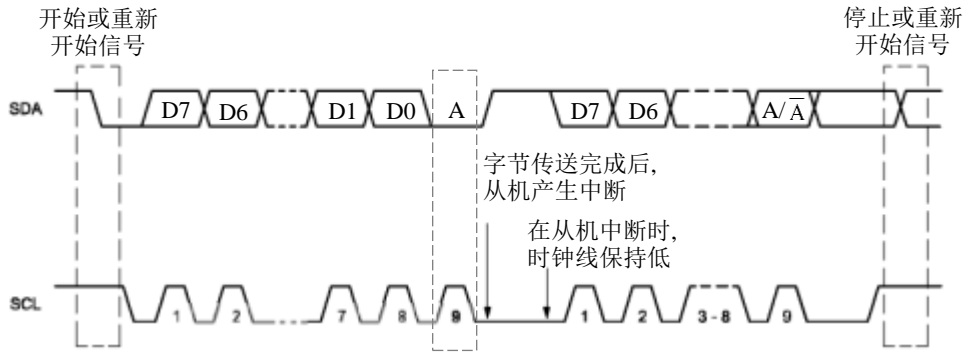 开始或重新
开始信号
停止或重新
开始信号
SDA
D7 D6 D1 D0 A D7 D6 A/A̅
字节传送完成后,
从机产生中断
在从机中断时,
时钟线保持低
SCL
1 2 7 8 9 1 2 3-8 9